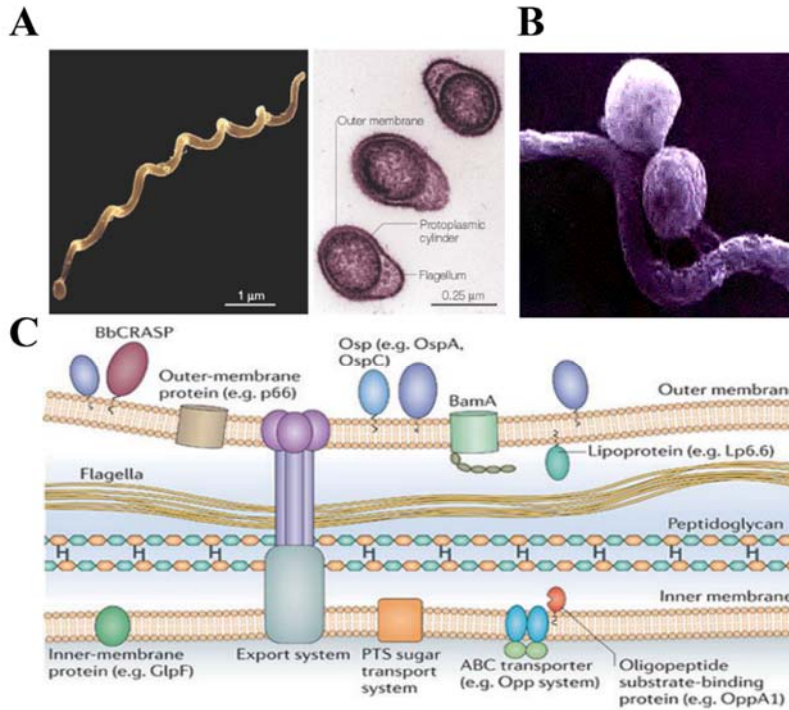 A
B
Outer membrane
Protoplasmic
cylinder
Flagellum
1 µm
0.25 µm
C
BbCRASP
Outer-membrane
protein (e.g. p66)
Osp (e.g. OspA,
OspC)
BamA
Outer membran
Lipoprotein (e.g. Lp6.6)
Flagella
Peptidoglycan
Inner membran
Inner-membrane
protein (e.g. GlpF)
Export system
PTS sugar
transport
system
ABC transporter
(e.g. Opp system)
Oligopeptide
substrate-binding
protein (e.g. OppA1)